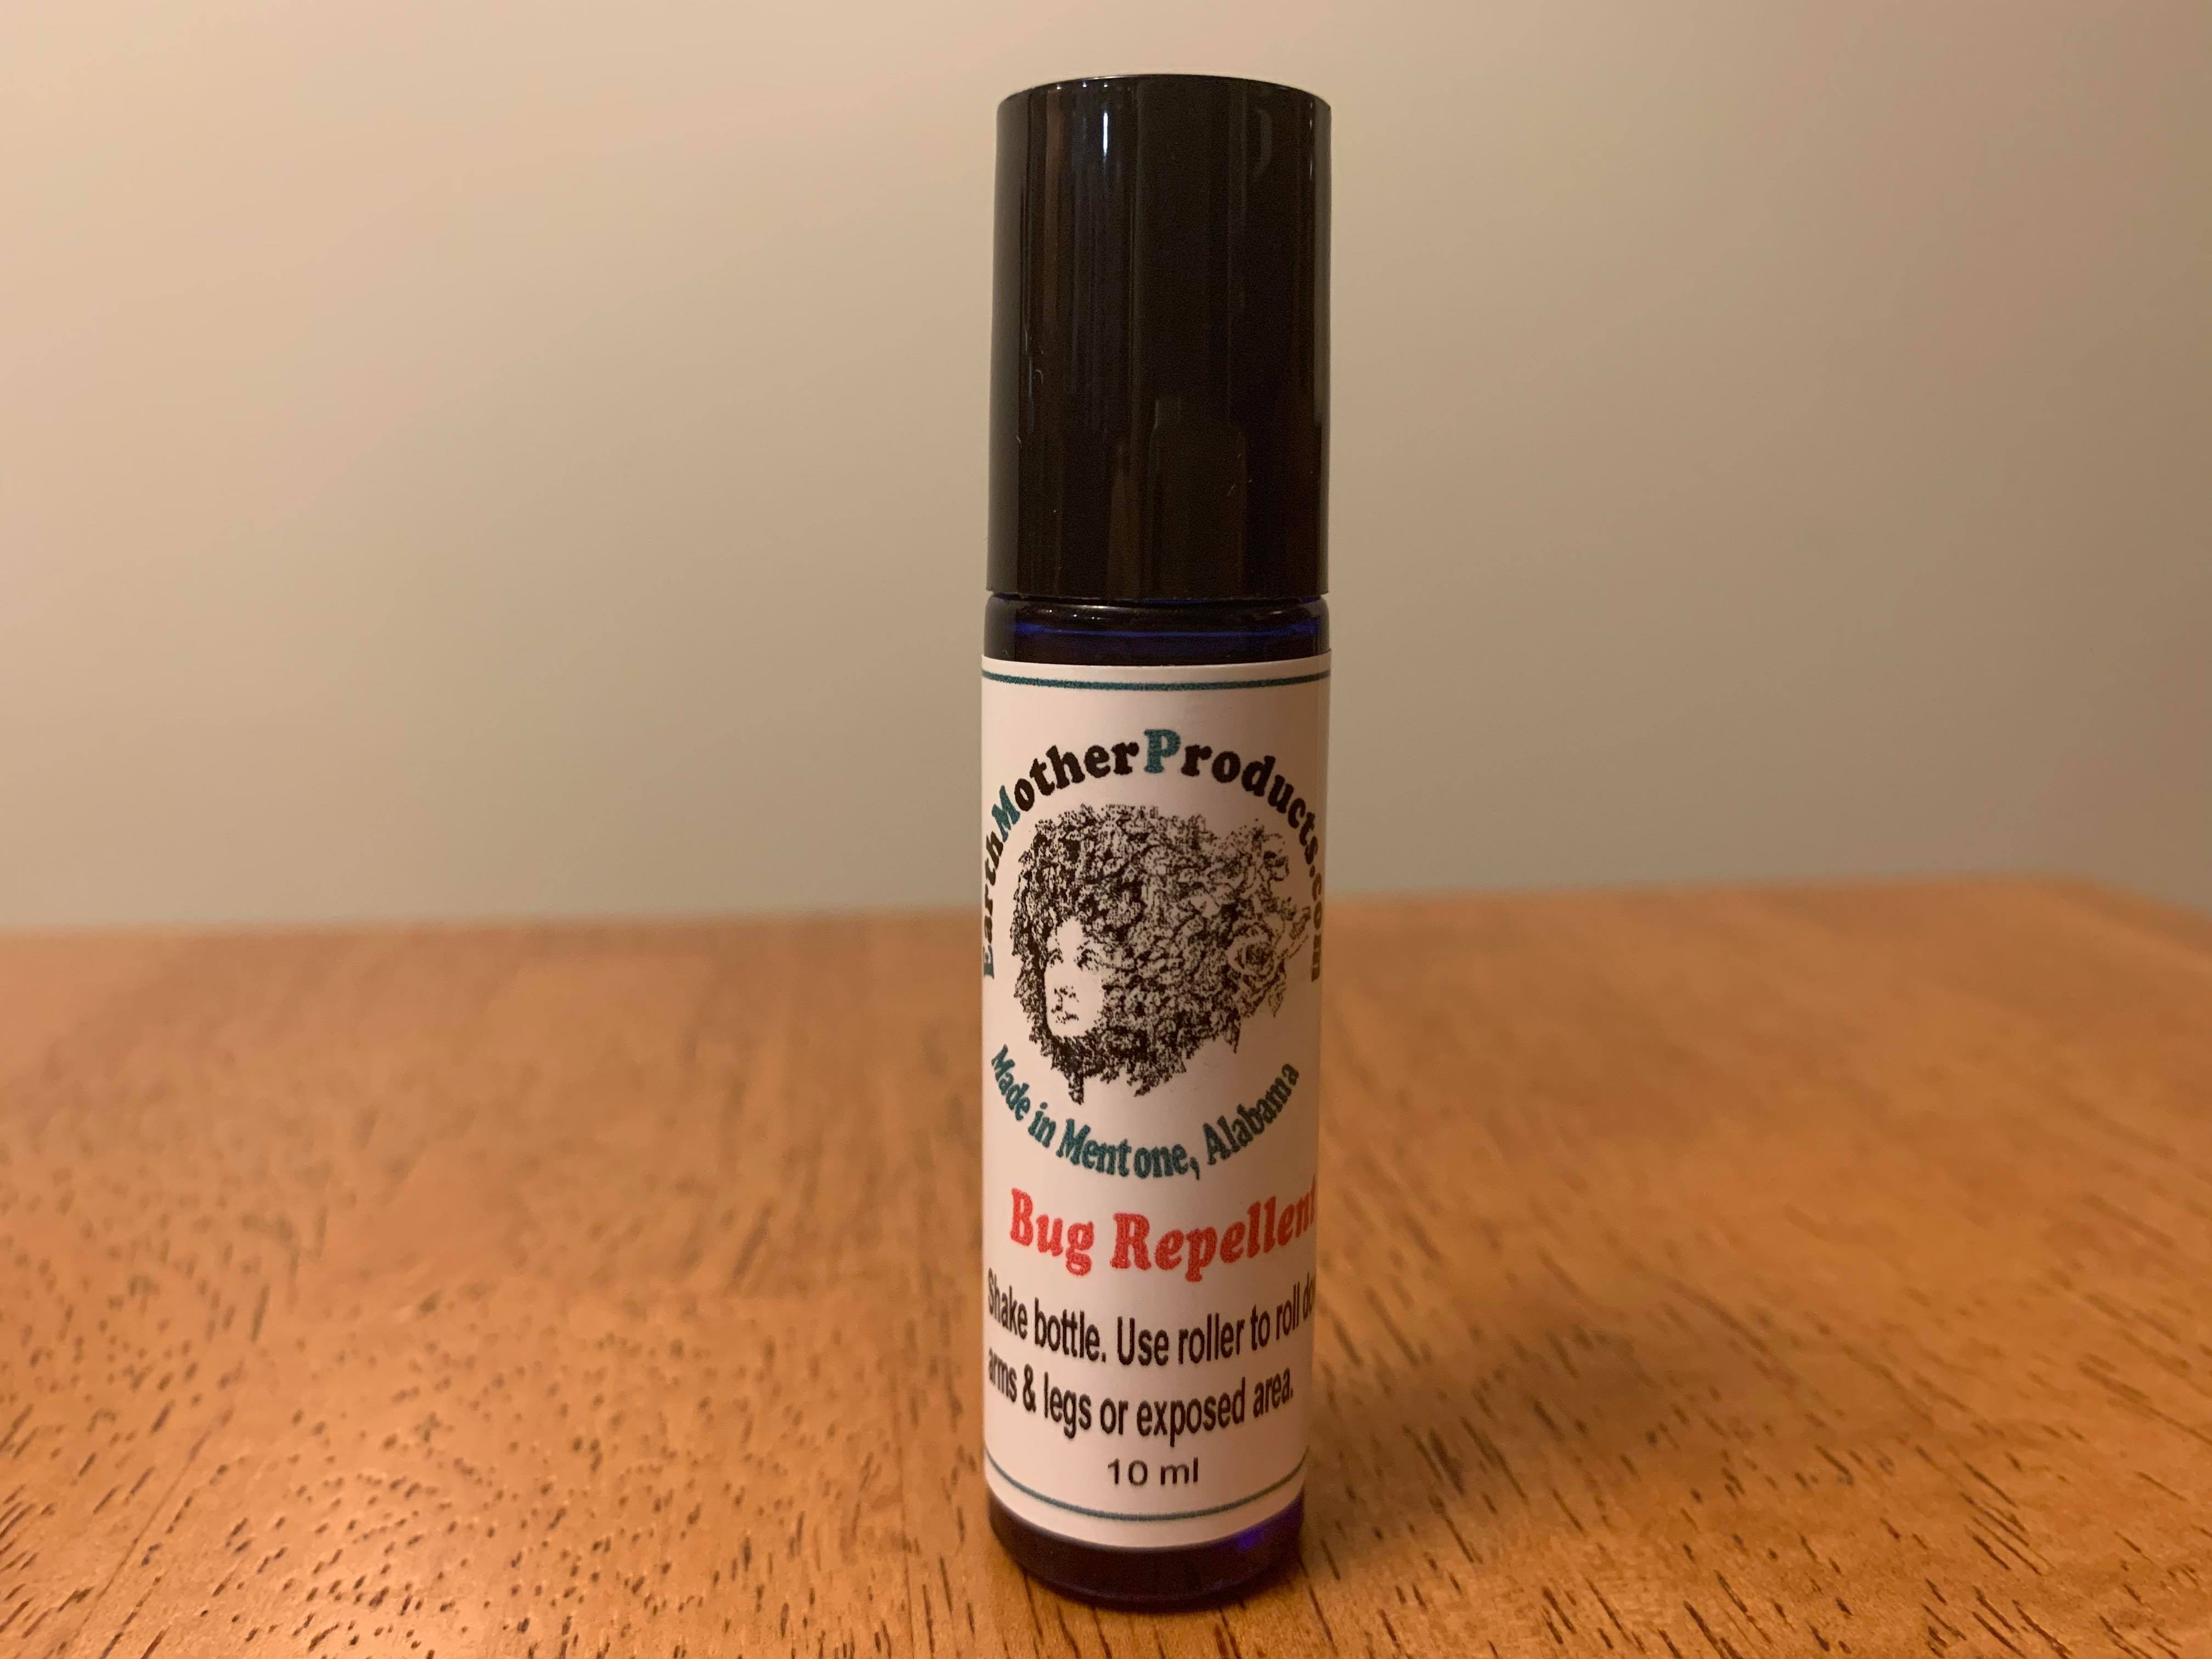 EarthMotherProducts.com
Made in Mentone, Alabama
Bug Repellent
Shake bottle. Use roller to roll
arms & legs or exposed area.
10 ml